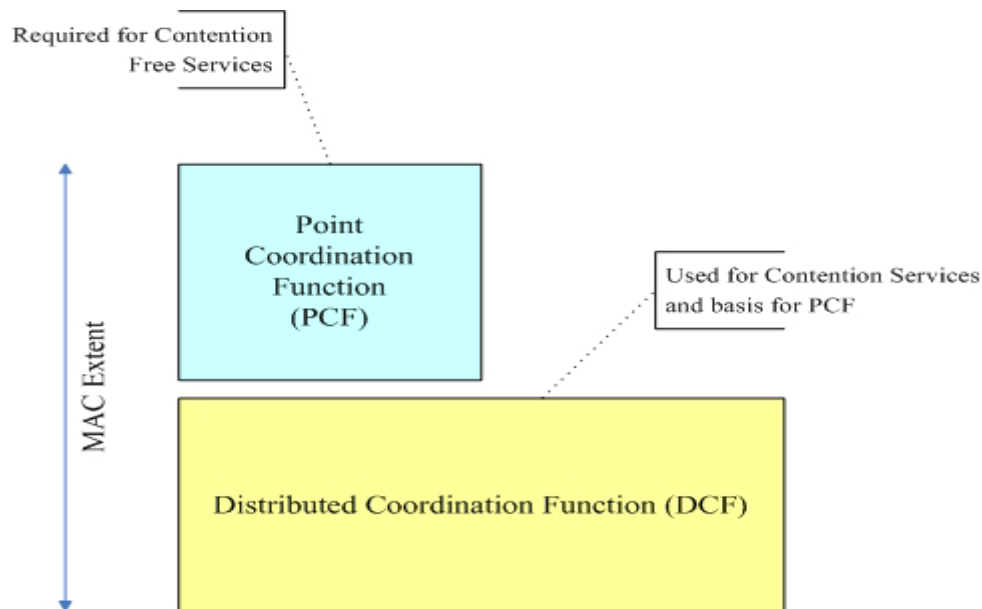 Required for Contention
Free Services
Point
Coordination
Function
(PCF)
Used for Contention Services
and basis for PCF
MAC Extent
Distributed Coordination Function (DCF)